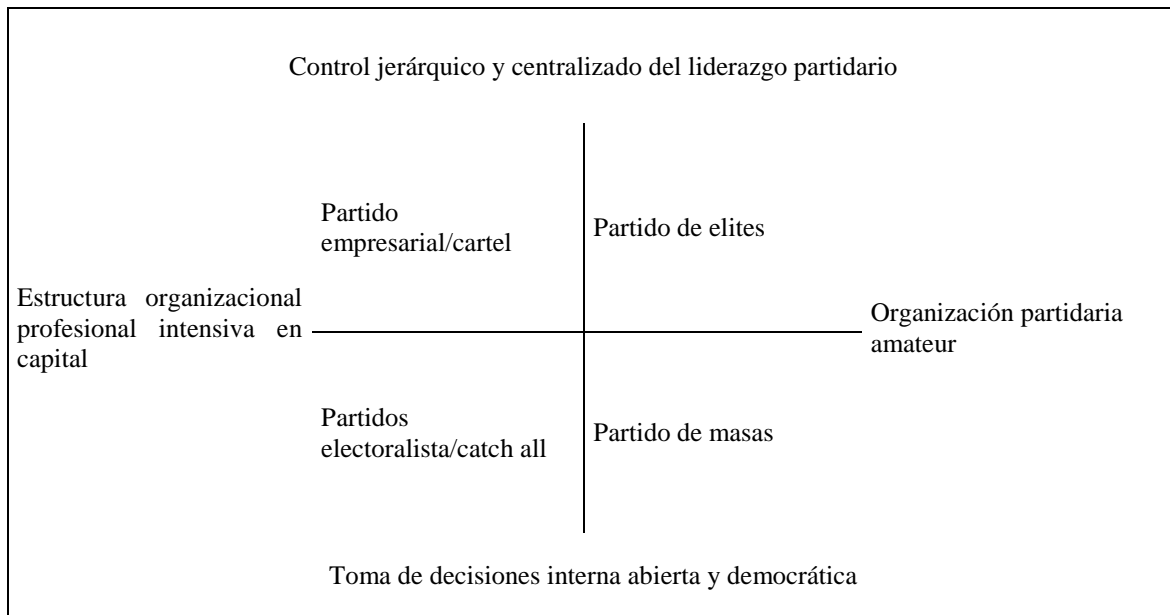 Control jerárquico y centralizado del liderazgo partidario
Partido
empresarial/cartel
Partido de elites
Estructura organizacional
profesional intensiva en
capital
Organización partidaria
amateur
Partidos
electoralista/catch all
Partido de masas
Toma de decisiones interna abierta y democrática